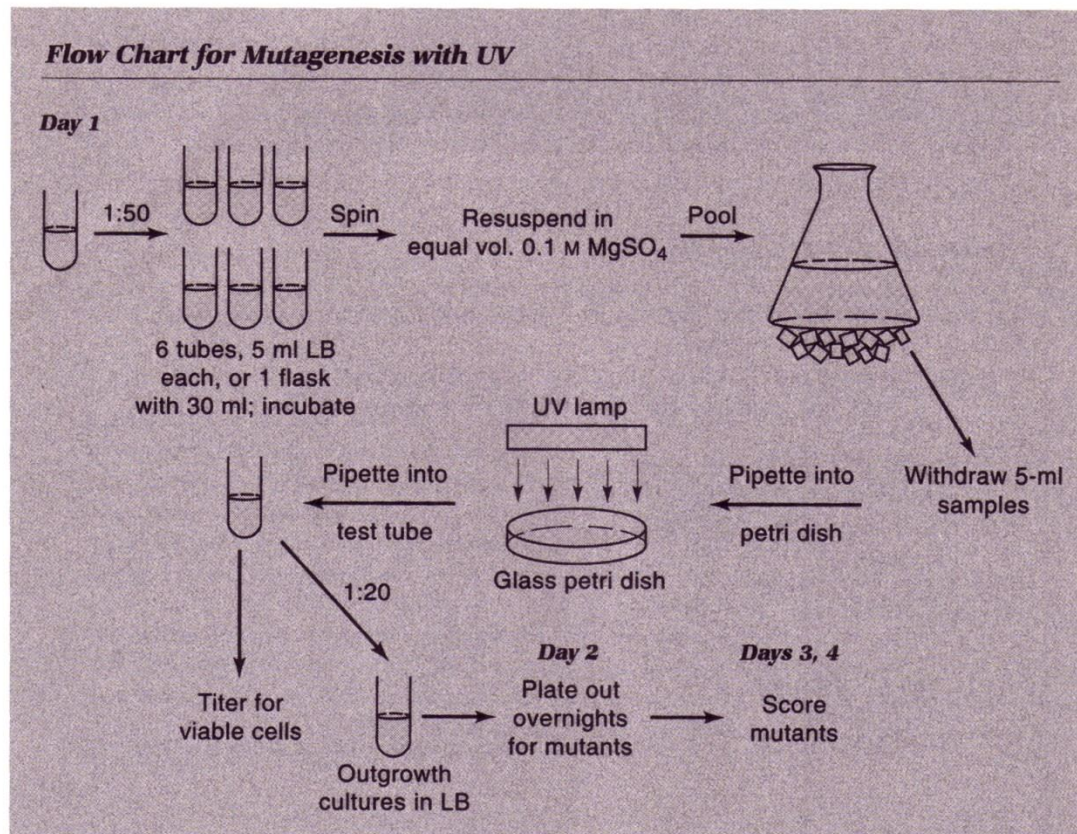 Flow Chart for Mutagenesis with UV
Day 1
1:50
6 tubes, 5 ml LB
each, or 1 flask
with 30 ml; incubate
Spin
Resuspend in
equal vol. 0.1 M MgSO₄
Pool
Withdraw 5-ml
samples
Pipette into
petri dish
UV lamp
Glass petri dish
Pipette into
test tube
Titer for
viable cells
1:20
Outgrowth
cultures in LB
Day 2
Plate out
overnights
for mutants
Days 3, 4
Score
mutants